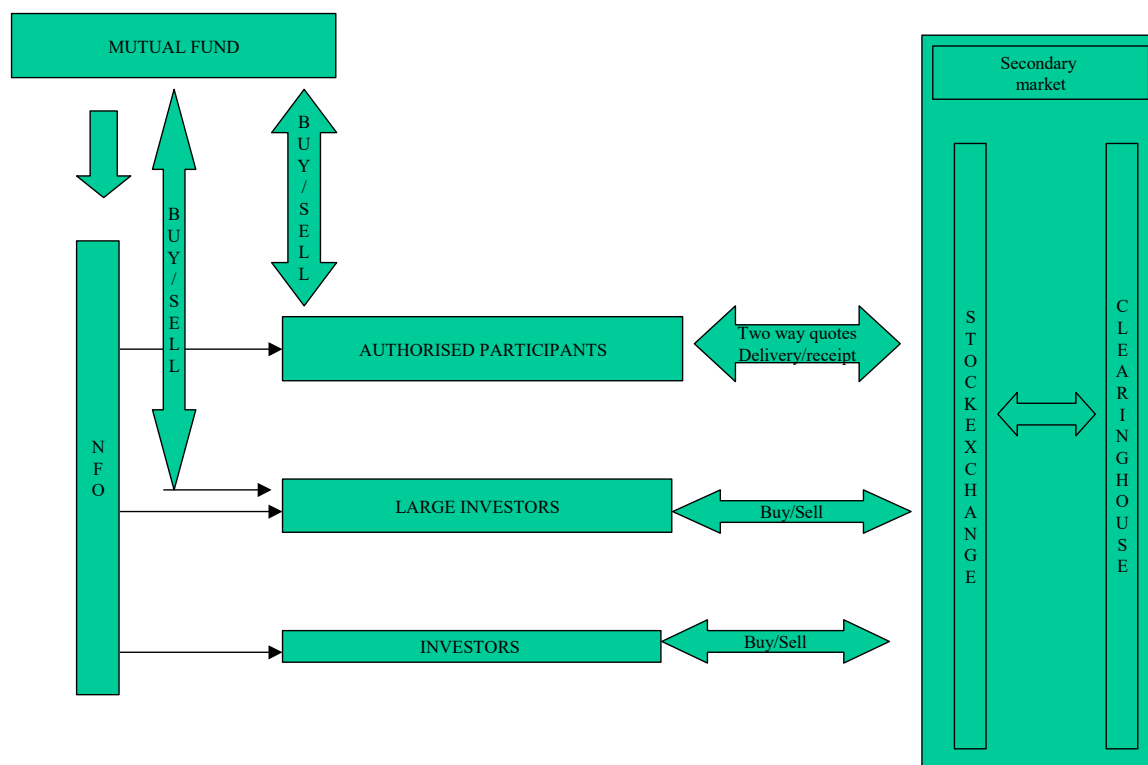 MUTUAL FUND
Secondary
market
BUY/SELL
BUY/SELL
NFO
AUTHORISED PARTICIPANTS
Two way quotes
Delivery/receipt
LARGE INVESTORS
Buy/Sell
INVESTORS
Buy/Sell
STOCKEXCHANGE
CLEARINGHOUSE